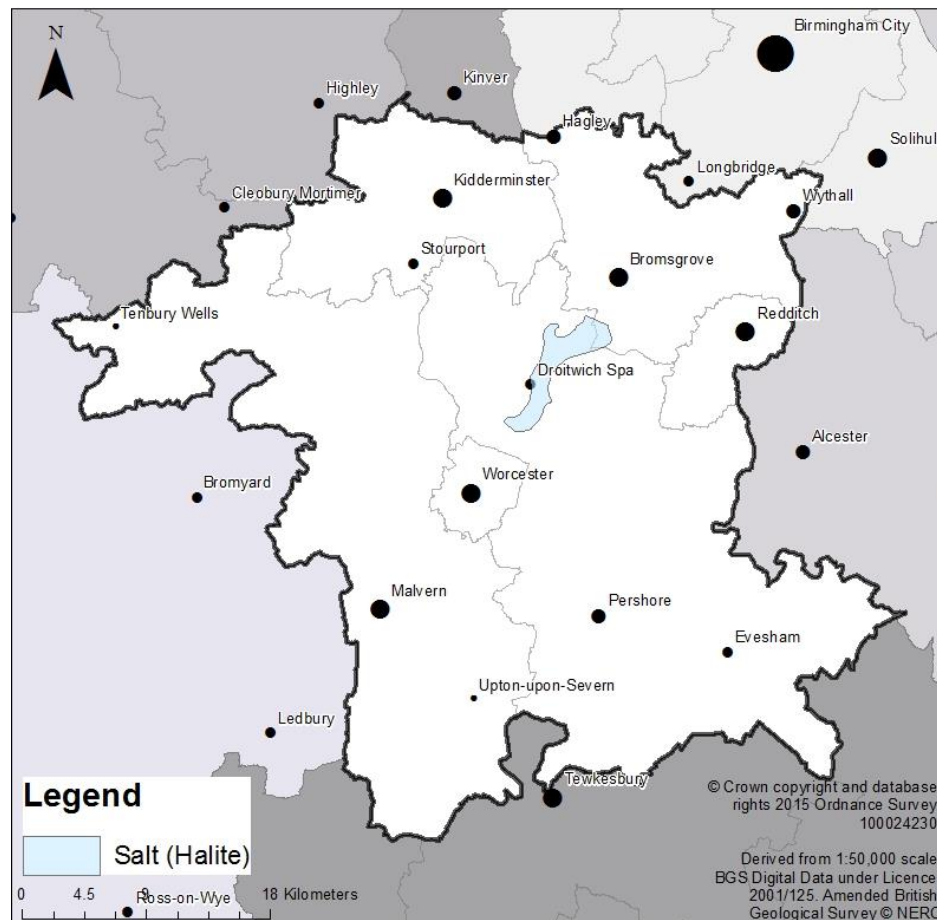 N
Birmingham City
Kinver
Highley
Hagley
Solihul
Longbridge
Kidderminster
Cleobury Mortimer
Wythall
Stourport
Bromsgrove
Tenbury Wells
Redditch
Droitwich Spa
Alcester
Worcester
Bromyard
Malvern
Pershore
Evesham
Upton-upon-Severn
Ledbury
Tewkesbury
Legend
Salt (Halite)
0 4.5 9 18 Kilometers
Ross-on-Wye
© Crown copyright and database
rights 2015 Ordnance Survey
100024230
Derived from 1:50,000 scale
BGS Digital Data under Licence
2001/125. Amended British
Geological Survey © NERC